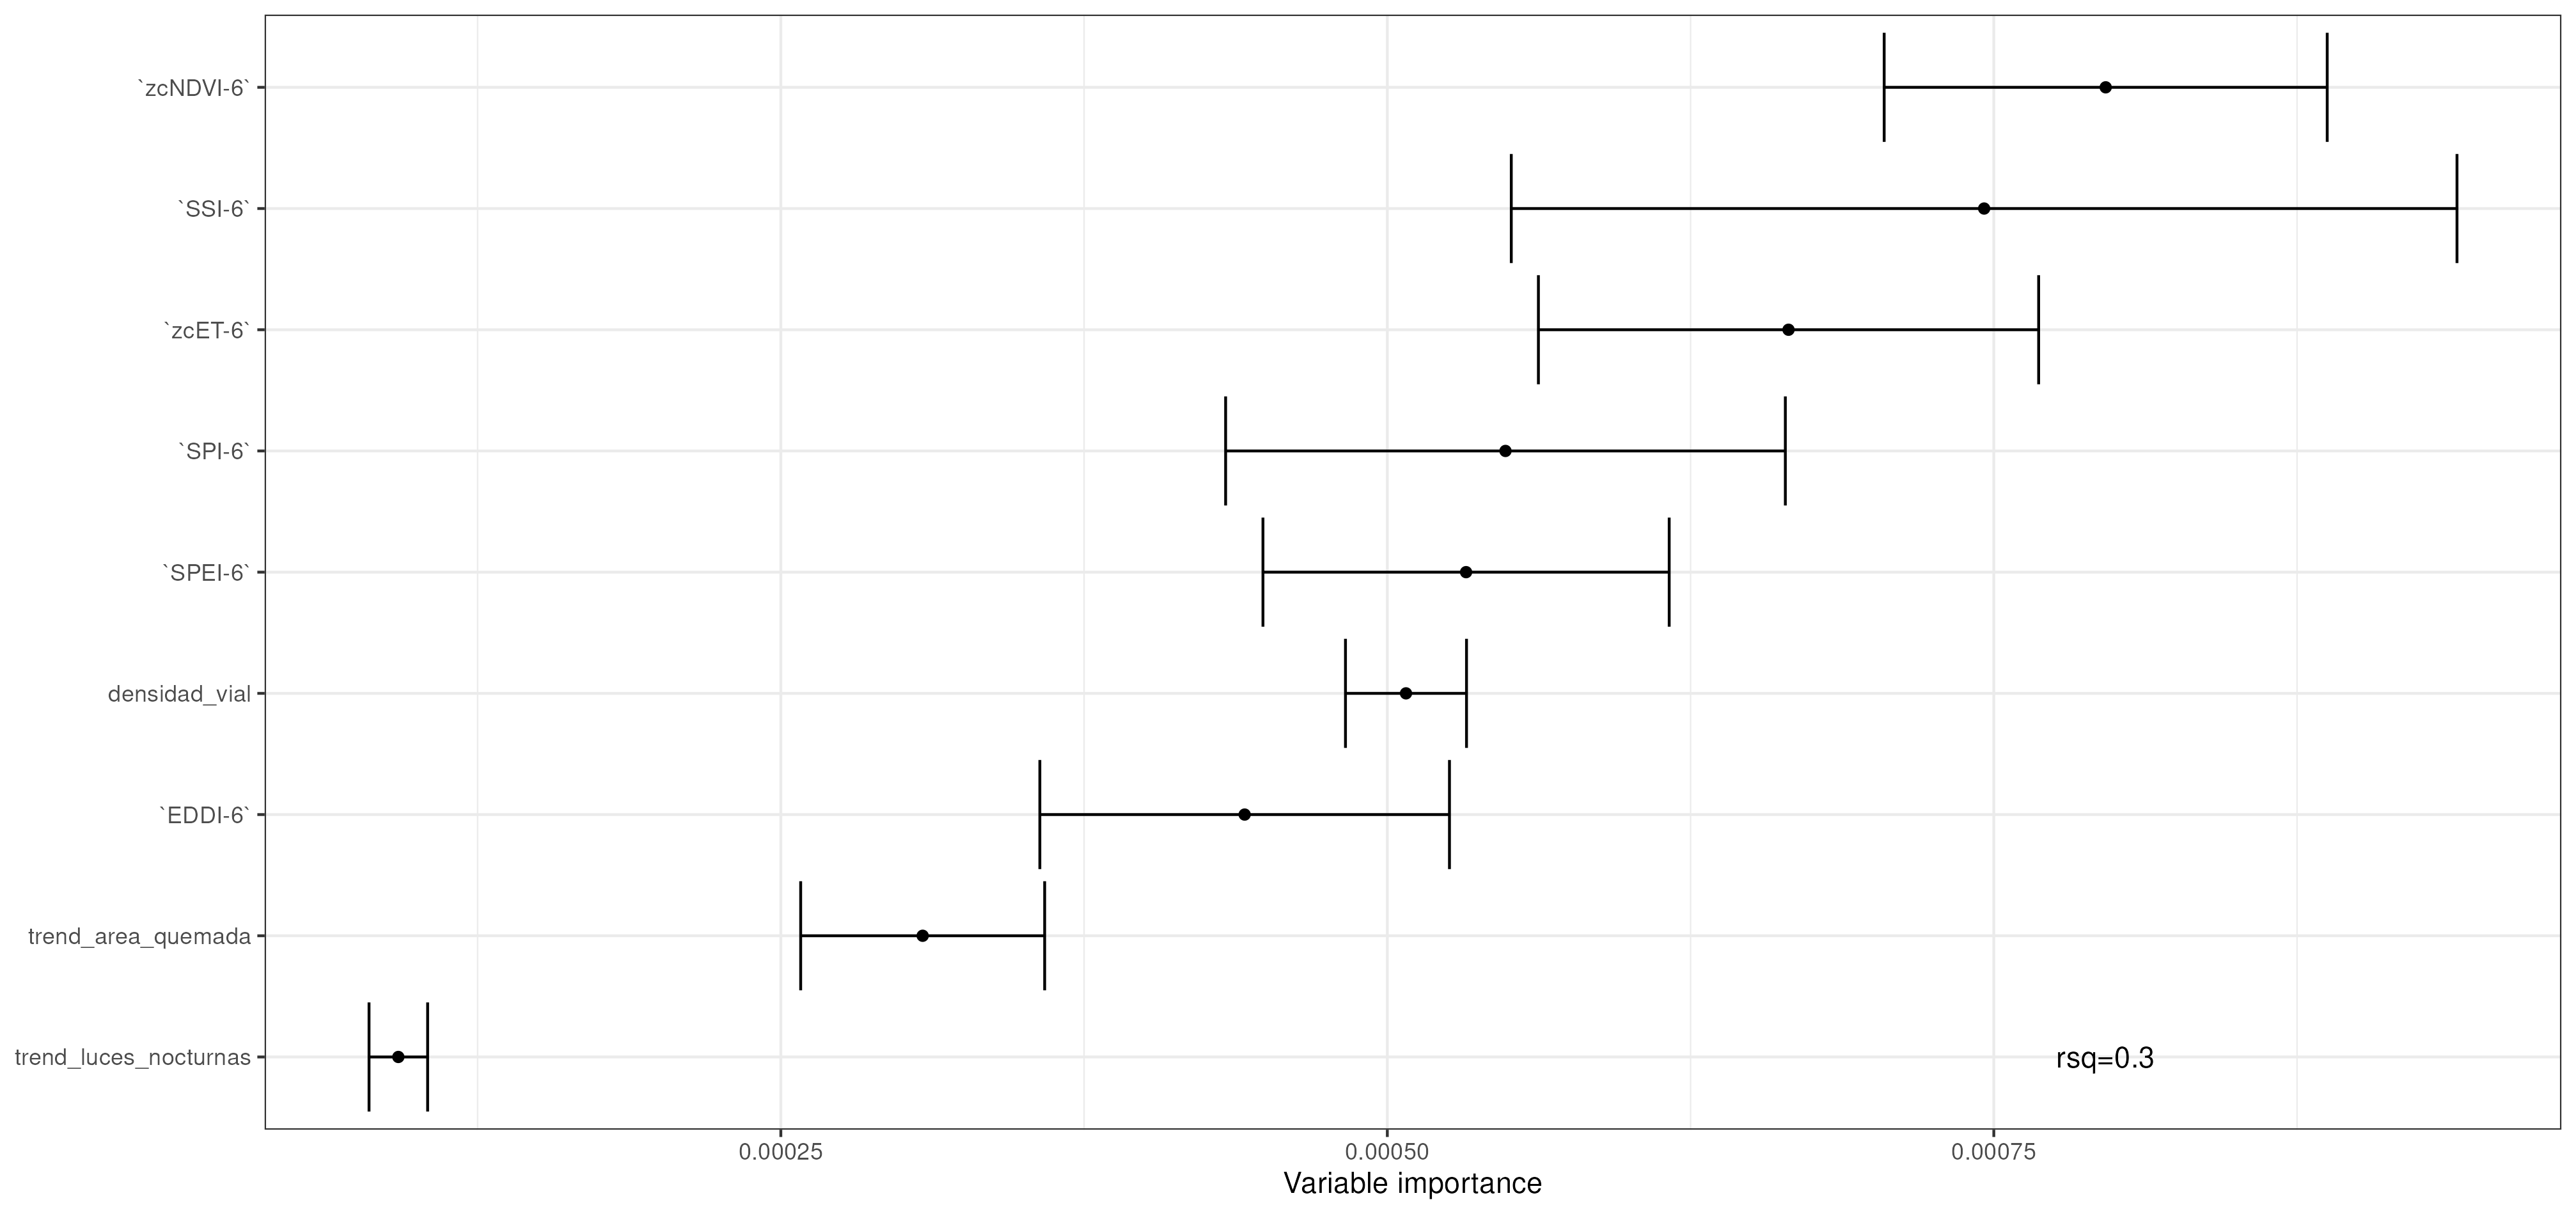 `zcNDVI-6`
`SSI-6`
`zcET-6`
`SPI-6`
`SPEI-6`
densidad_vial
`EDDI-6`
trend_area_quemada
trend_luces_nocturnas
rsq=0.3
0.00025
0.00050
0.00075
Variable importance